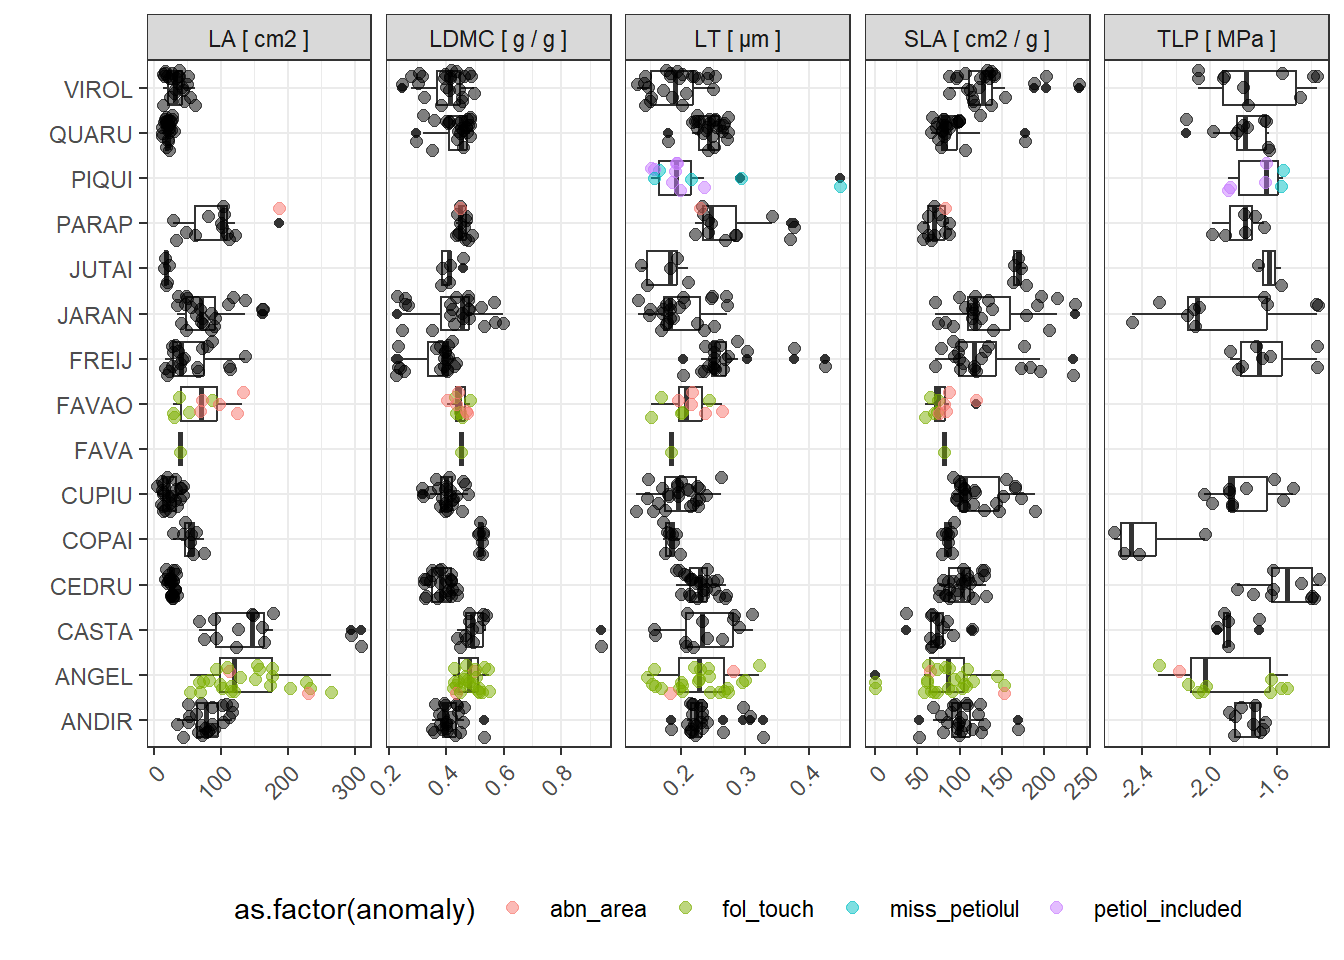 LA [ cm2 ] LDMC [ g / g ] LT [ µm ] SLA [ cm2 / g ] TLP [ MPa ]
VIROL
QUARU
PIQUI
PARAP
JUTAI
JARAN
FREIJ
FAVAO
FAVA
CUPIU
COPAI
CEDRU
CASTA
ANGEL
ANDIR
0 100 200 300 0.2 0.4 0.6 0.8 0.2 0.3 0.4 0 50 100 150 200 250 -2.4 -2.0 -1.6
as.factor(anomaly) abn_area fol_touch miss_petiolul petiol_included